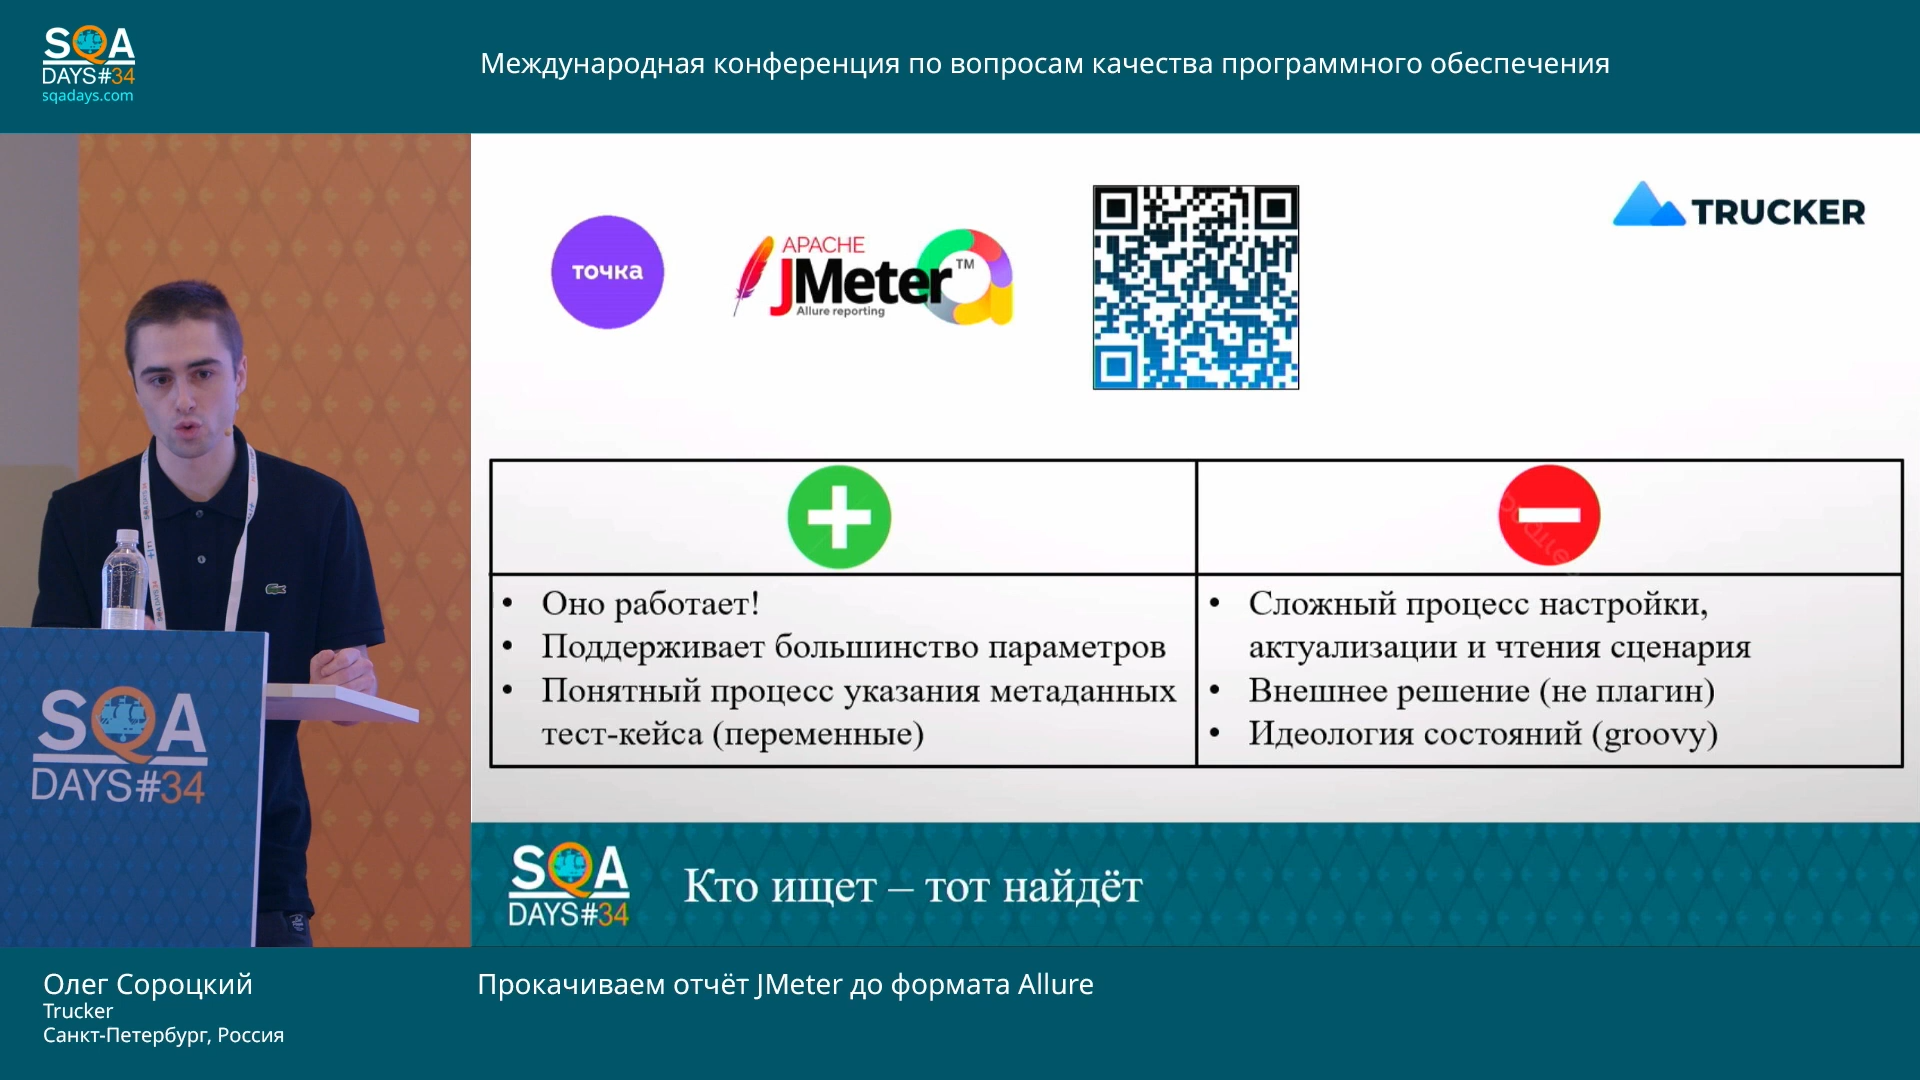 SQA
DAYS#34
sqadays.com
Международная конференция по вопросам качества программного обеспечения
точка
APACHE
JMeter™
Allure reporting
TRUCKER
Оно работает!
Поддерживает большинство параметров
Понятный процесс указания метаданных
тест-кейса (переменные)
Сложный процесс настройки,
актуализации и чтения сценария
Внешнее решение (не плагин)
Идеология состояний (groovy)
SQA
DAYS#34
SQA
DAYS#34
Кто ищет – тот найдёт
Олег Сороцкий
Trucker
Санкт-Петербург, Россия
Прокачиваем отчёт JMeter до формата Allure